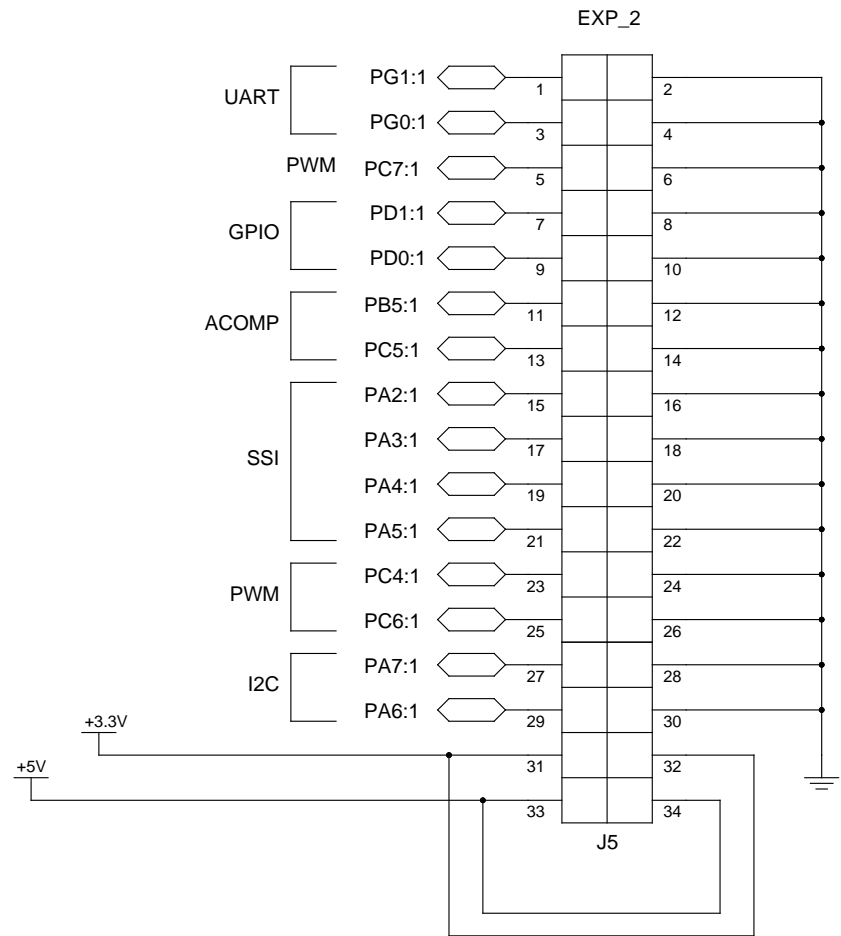 EXP_2
PG1:1
1
2
UART
PG0:1
3
4
PWM
PC7:1
5
6
PD1:1
7
8
GPIO
PD0:1
9
10
PB5:1
11
12
ACOMP
PC5:1
13
14
PA2:1
15
16
PA3:1
17
18
SSI
PA4:1
19
20
PA5:1
21
22
PC4:1
23
24
PWM
PC6:1
25
26
PA7:1
27
28
I2C
PA6:1
29
30
+3.3V
31
32
+5V
33
34
J5